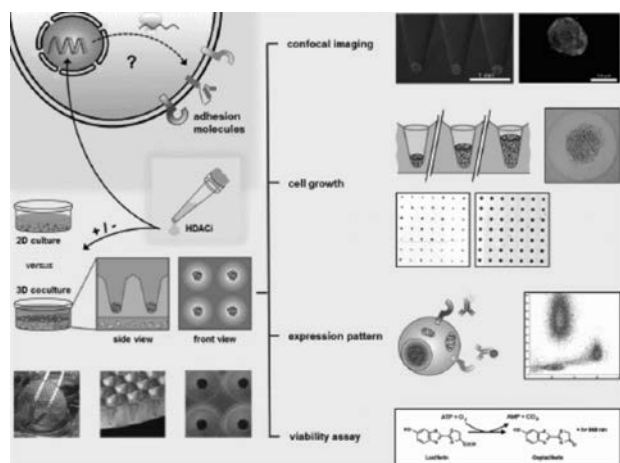 ?
adhesion
molecules
+ / -
HDACi
2D culture
versus
3D coculture
side view
front view
confocal imaging
cell growth
expression pattern
viability assay
ATP + O₂
AMP + CO₂
Luciferin